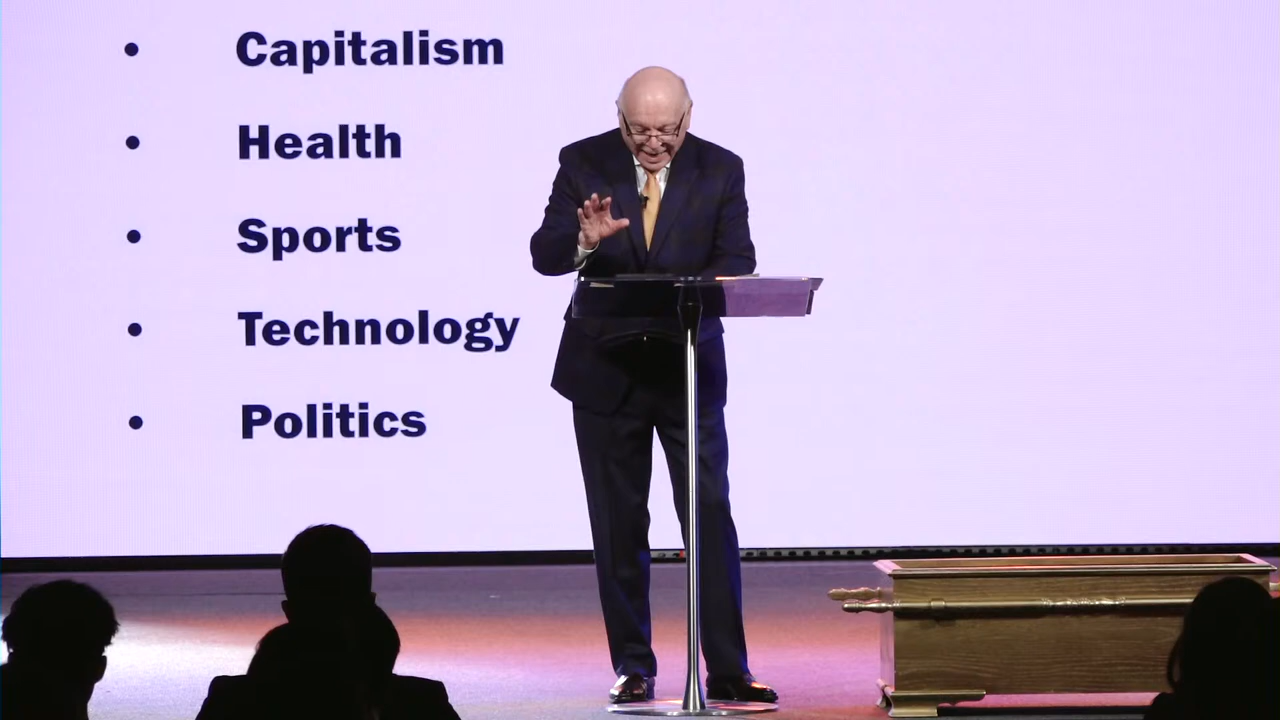 • Capitalism
• Health
• Sports
• Technology
• Politics